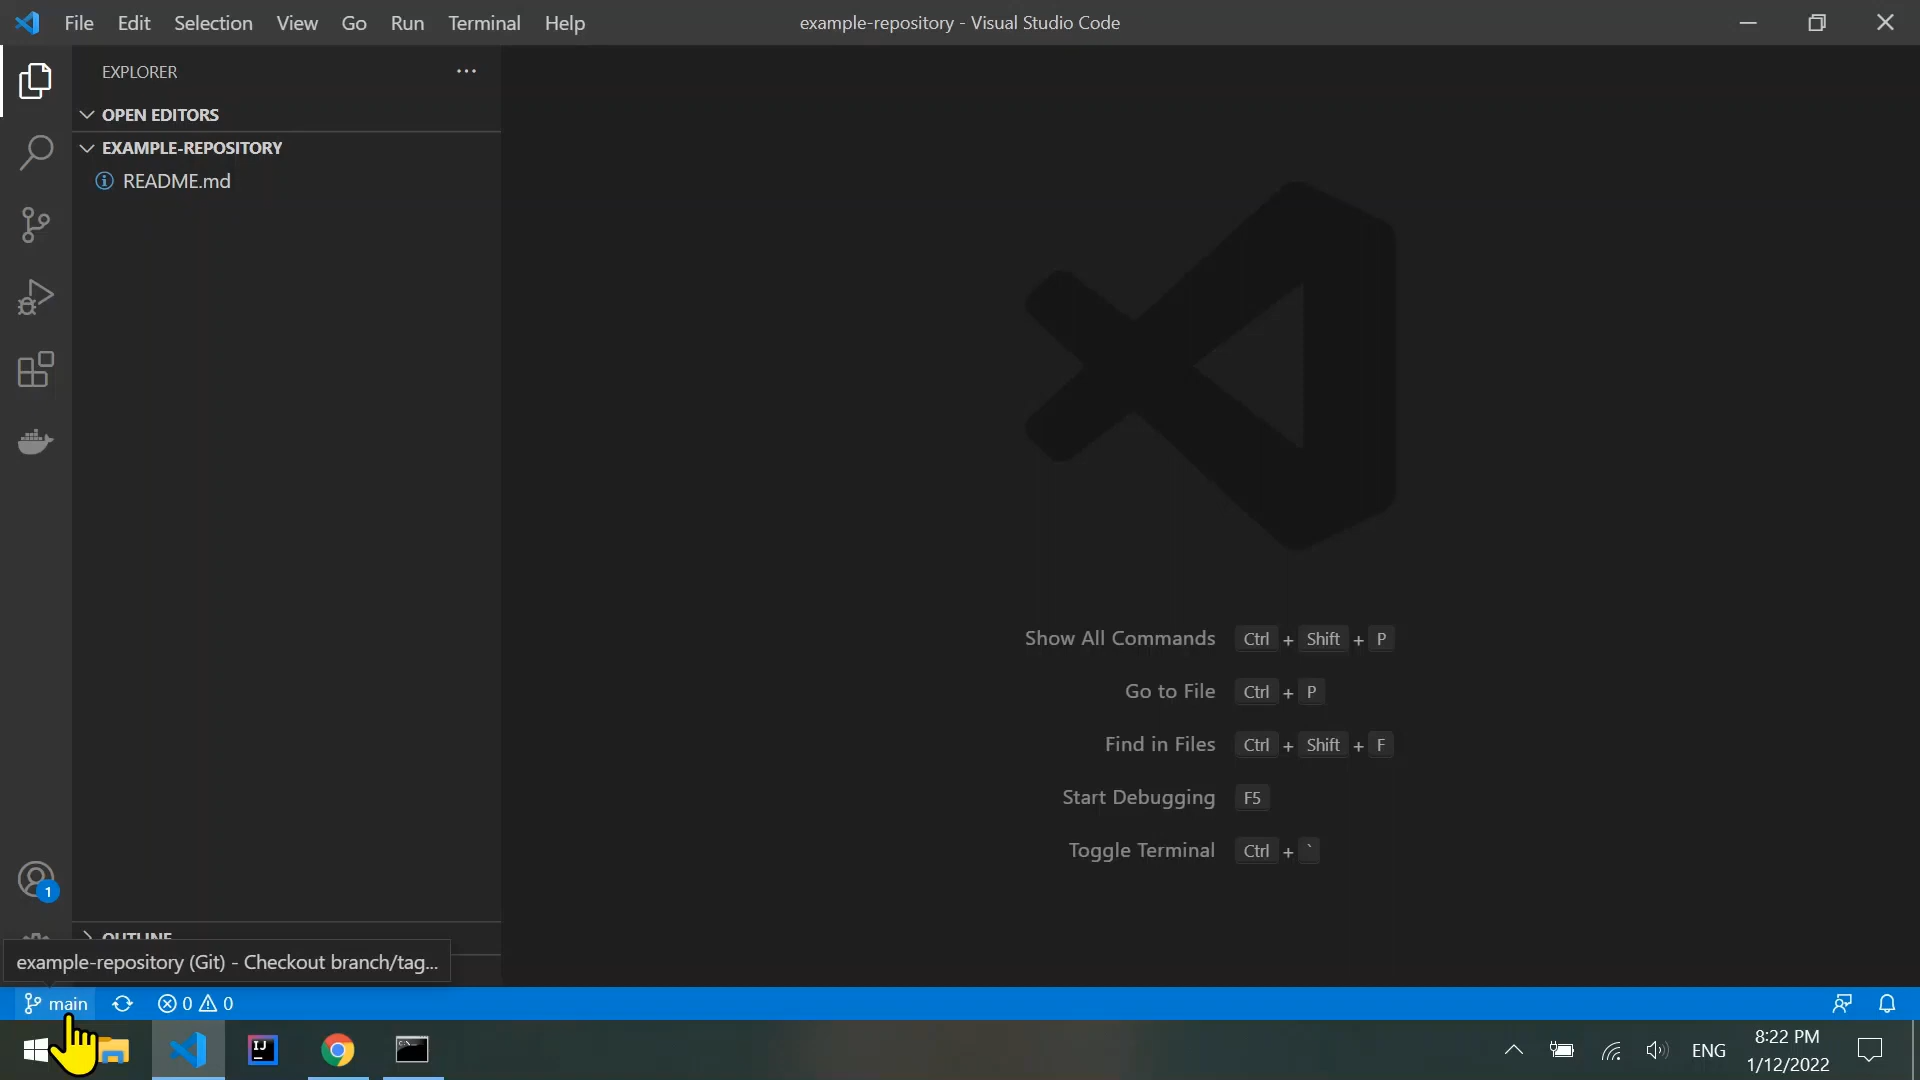 File Edit Selection View Go Run Terminal Help
example-repository - Visual Studio Code
EXPLORER
OPEN EDITORS
EXAMPLE-REPOSITORY
README.md
Show All Commands Ctrl + Shift + P
Go to File Ctrl + P
Find in Files Ctrl + Shift + F
Start Debugging F5
Toggle Terminal Ctrl + `
1
OUTLINE
example-repository (Git) - Checkout branch/tag...
main 0 0
IJ
ENG
8:22 PM
1/12/2022